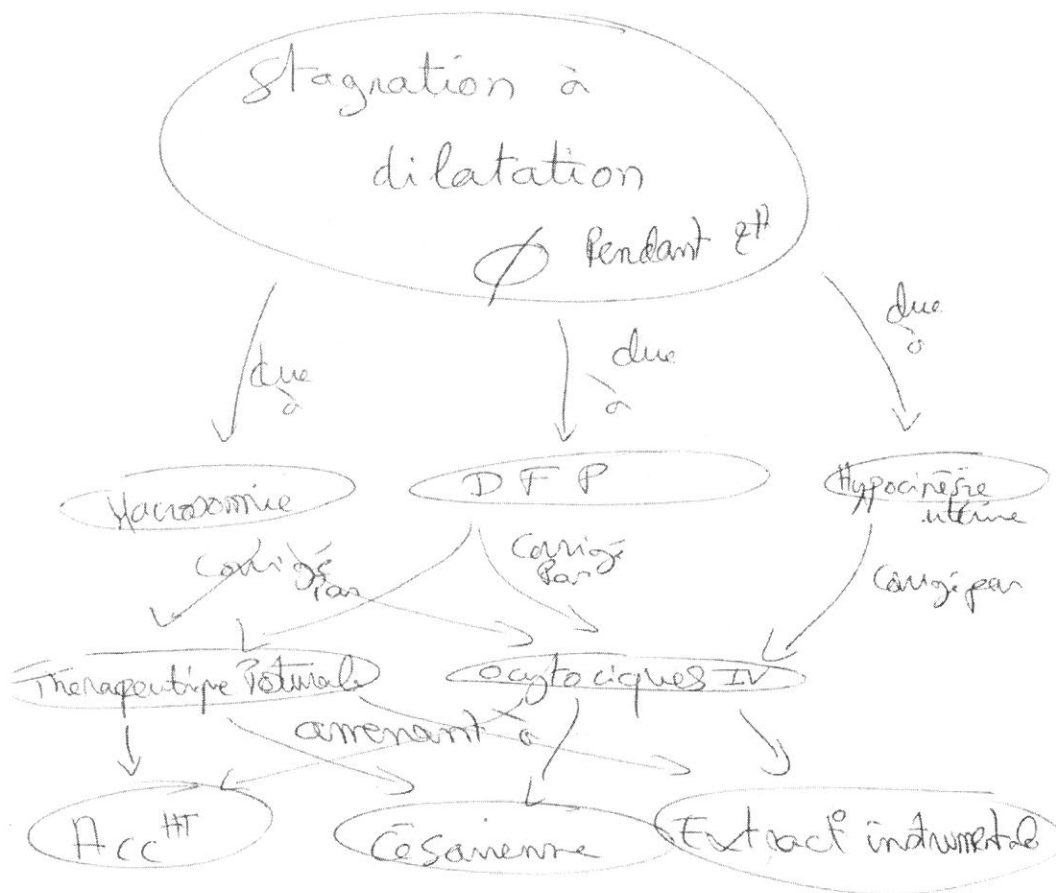 Stagnation à
dilatation
Ø Pendant 2H
due
à
due
à
due
à
Macrosomie
D F P
Hypocinésie
utérine
Corrigé
Par
Corrigé
Par
Corrigé par
Thérapeutique Posturale
Ocytociques IV
amenant à
Acc HT
Césarienne
Extract° instrumentale